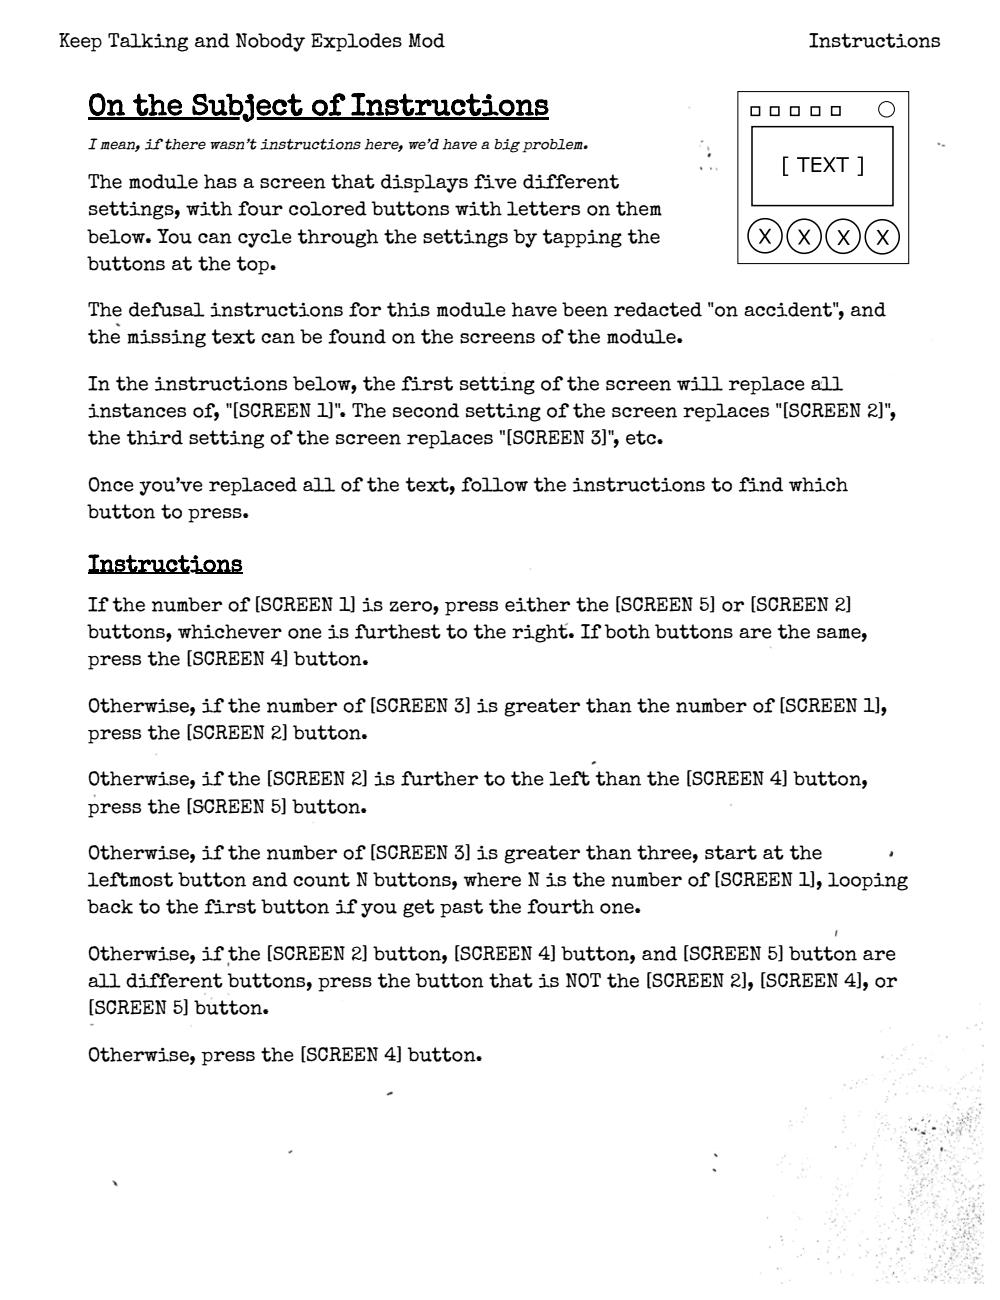 Keep Talking and Nobody Explodes Mod
Instructions
On the Subject of Instructions
I mean, if there wasn't instructions here, we'd have a big problem.
The module has a screen that displays five different
settings, with four colored buttons with letters on them
below. You can cycle through the settings by tapping the
buttons at the top.
[ TEXT ]
X X X X
The defusal instructions for this module have been redacted "on accident", and
the missing text can be found on the screens of the module.
In the instructions below, the first setting of the screen will replace all
instances of, "[SCREEN 1]". The second setting of the screen replaces "[SCREEN 2]",
the third setting of the screen replaces "[SCREEN 3]", etc.
Once you've replaced all of the text, follow the instructions to find which
button to press.
Instructions
If the number of [SCREEN 1] is zero, press either the [SCREEN 5] or [SCREEN 2]
buttons, whichever one is furthest to the right. If both buttons are the same,
press the [SCREEN 4] button.
Otherwise, if the number of [SCREEN 3] is greater than the number of [SCREEN 1],
press the [SCREEN 2] button.
Otherwise, if the [SCREEN 2] is further to the left than the [SCREEN 4] button,
press the [SCREEN 5] button.
Otherwise, if the number of [SCREEN 3] is greater than three, start at the
leftmost button and count N buttons, where N is the number of [SCREEN 1], looping
back to the first button if you get past the fourth one.
Otherwise, if the [SCREEN 2] button, [SCREEN 4] button, and [SCREEN 5] button are
all different buttons, press the button that is NOT the [SCREEN 2], [SCREEN 4], or
[SCREEN 5] button.
Otherwise, press the [SCREEN 4] button.